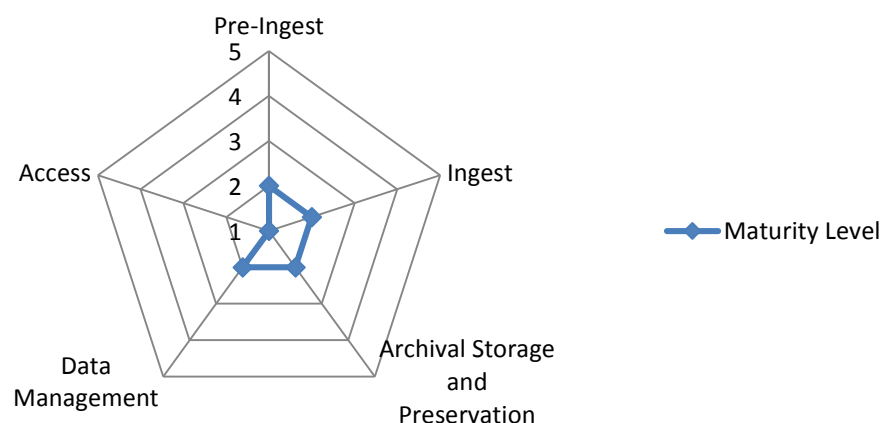 Pre-Ingest
5
4
3
2
1
Access
Ingest
Maturity Level
Data
Management
Archival Storage
and
Preservation